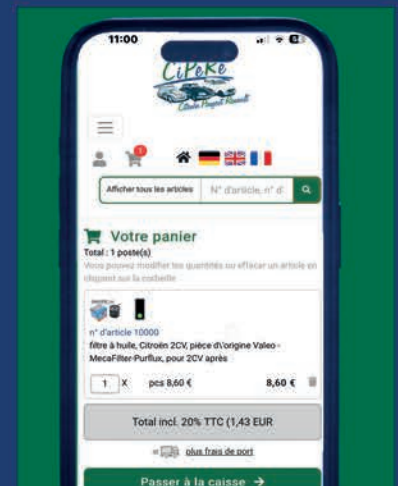 11:00
CiPeRe
Citroën Peugeot Renault
1
Afficher tous les articles N° d'article, n° d'
Votre panier
Total : 1 poste(s)
Vous pouvez modifier les quantités ou effacer un article en
cliquant sur la corbeille
n° d'article 10000
filtre à huile, Citroën 2CV, pièce d\'origine Valeo -
MecaFilter-Purflux, pour 2CV après
1 X pcs 8,60 € 8,60 €
Total incl. 20% TTC (1,43 EUR
plus frais de port
Passer à la caisse →